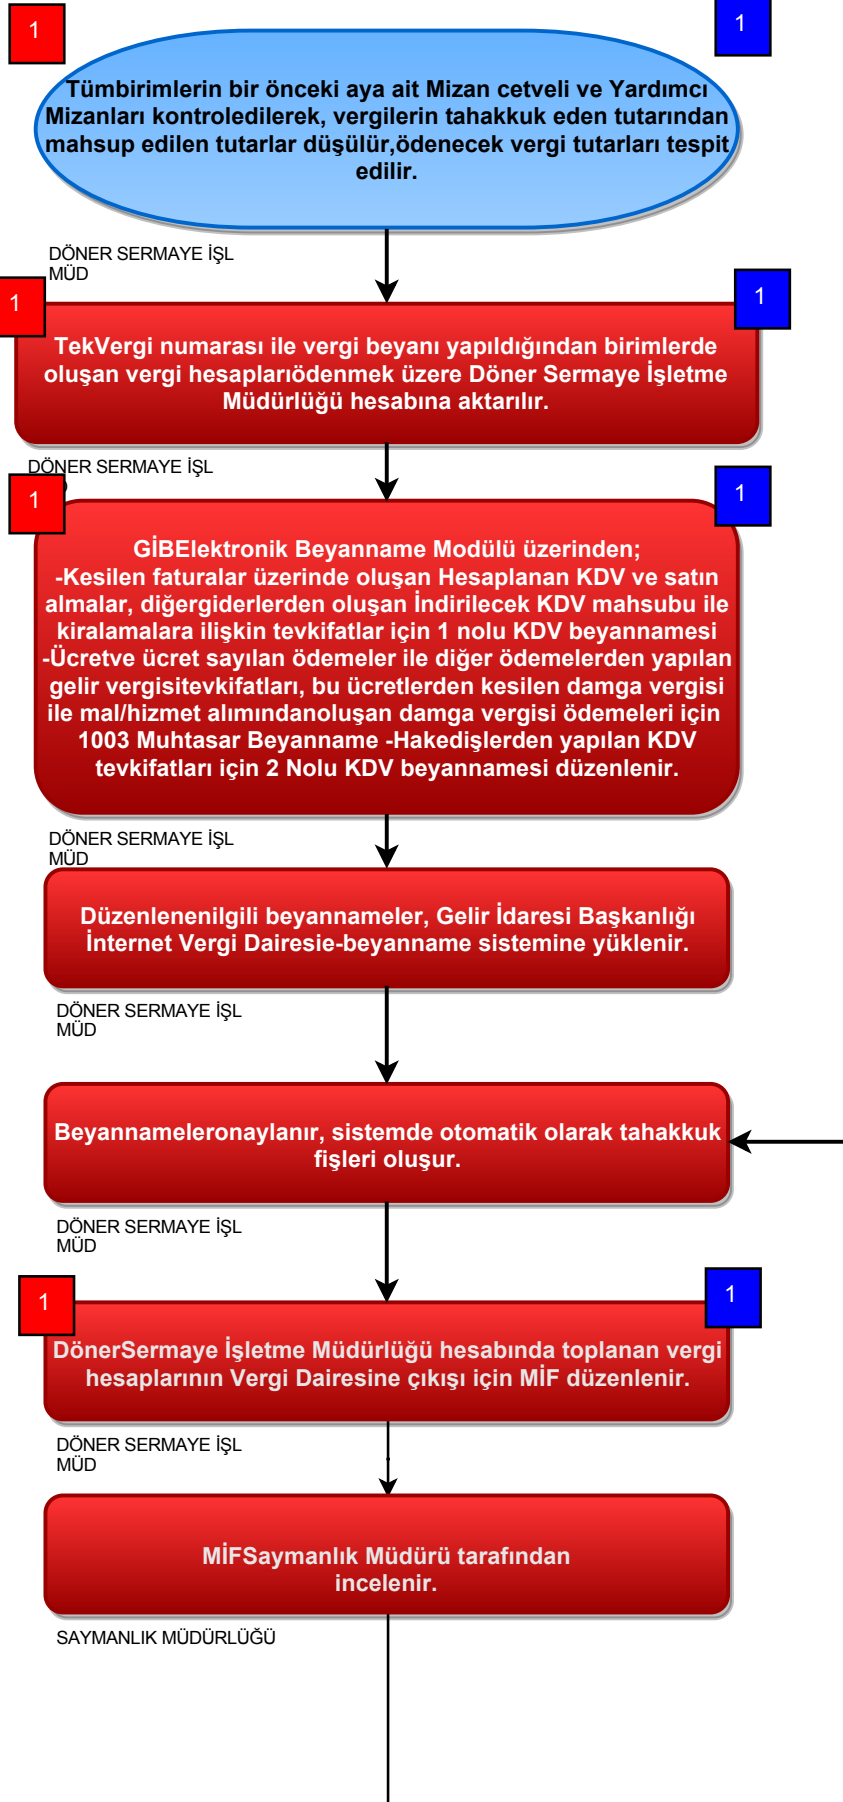 1
1
Tümbirimlerin bir önceki aya ait Mizan cetveli ve Yardımcı
Mizanları kontroledilerek, vergilerin tahakkuk eden tutarından
mahsup edilen tutarlar düşülür,ödenecek vergi tutarları tespit
edilir.
DÖNER SERMAYE İŞL
MÜD
1
1
TekVergi numarası ile vergi beyanı yapıldığından birimlerde
oluşan vergi hesaplarıödenmek üzere Döner Sermaye İşletme
Müdürlüğü hesabına aktarılır.
DÖNER SERMAYE İŞL
1
1
GİBElektronik Beyanname Modülü üzerinden;
-Kesilen faturalar üzerinde oluşan Hesaplanan KDV ve satın
almalar, diğergiderlerden oluşan İndirilecek KDV mahsubu ile
kiralamalara ilişkin tevkifatlar için 1 nolu KDV beyannamesi
-Ücretve ücret sayılan ödemeler ile diğer ödemelerden yapılan
gelir vergisitevkifatları, bu ücretlerden kesilen damga vergisi
ile mal/hizmet alımındanoluşan damga vergisi ödemeleri için
1003 Muhtasar Beyanname -Hakedişlerden yapılan KDV
tevkifatları için 2 Nolu KDV beyannamesi düzenlenir.
DÖNER SERMAYE İŞL
MÜD
Düzenlenenilgili beyannameler, Gelir İdaresi Başkanlığı
İnternet Vergi Dairesie-beyanname sistemine yüklenir.
DÖNER SERMAYE İŞL
MÜD
Beyannameleronaylanır, sistemde otomatik olarak tahakkuk
fişleri oluşur.
DÖNER SERMAYE İŞL
MÜD
1
1
DönerSermaye İşletme Müdürlüğü hesabında toplanan vergi
hesaplarının Vergi Dairesine çıkışı için MİF düzenlenir.
DÖNER SERMAYE İŞL
MÜD
MİFSaymanlık Müdürü tarafından
incelenir.
SAYMANLIK MÜDÜRLÜĞÜ